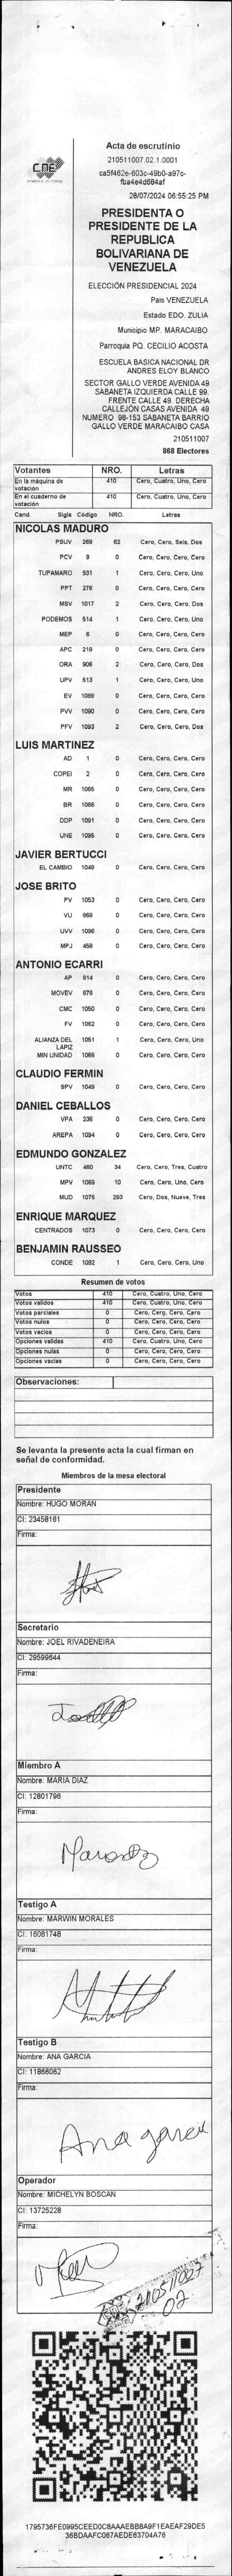 CNE
Acta de escrutinio
210511007.02.1.0001
ca5f462e-603c-49b0-a97c-
fba4e4d684af
28/07/2024 06:55:25 PM
PRESIDENTA O
PRESIDENTE DE LA
REPUBLICA
BOLIVARIANA DE
VENEZUELA
ELECCIÓN PRESIDENCIAL 2024
Pais VENEZUELA
Estado EDO. ZULIA
Municipio MP. MARACAIBO
Parroquia PQ. CECILIO ACOSTA
ESCUELA BASICA NACIONAL DR
ANDRES ELOY BLANCO
SECTOR GALLO VERDE AVENIDA 49
SABANETA IZQUIERDA CALLE 99.
FRENTE CALLE 49. DERECHA
CALLEJÓN CASAS AVENIDA 49
NUMERO 98-153 SABANETA BARRIO
GALLO VERDE MARACAIBO CASA
210511007
868 Electores
Votantes NRO. Letras
En la máquina de votación 410 Cero, Cuatro, Uno, Cero
En el cuaderno de votación 410 Cero, Cuatro, Uno, Cero
Cand. Sigla Código NRO. Letras
NICOLAS MADURO
PSUV 269 62 Cero, Cero, Seis, Dos
PCV 9 0 Cero, Cero, Cero, Cero
TUPAMARO 931 1 Cero, Cero, Cero, Uno
PPT 276 0 Cero, Cero, Cero, Cero
MSV 1017 2 Cero, Cero, Cero, Dos
PODEMOS 514 1 Cero, Cero, Cero, Uno
MEP 6 0 Cero, Cero, Cero, Cero
APC 219 0 Cero, Cero, Cero, Cero
ORA 906 2 Cero, Cero, Cero, Dos
UPV 513 1 Cero, Cero, Cero, Uno
EV 1089 0 Cero, Cero, Cero, Cero
PVV 1090 0 Cero, Cero, Cero, Cero
PFV 1093 2 Cero, Cero, Cero, Dos
LUIS MARTINEZ
AD 1 0 Cero, Cero, Cero, Cero
COPEI 2 0 Cero, Cero, Cero, Cero
MR 1065 0 Cero, Cero, Cero, Cero
BR 1066 0 Cero, Cero, Cero, Cero
DDP 1091 0 Cero, Cero, Cero, Cero
UNE 1095 0 Cero, Cero, Cero, Cero
JAVIER BERTUCCI
EL CAMBIO 1048 0 Cero, Cero, Cero, Cero
JOSE BRITO
PV 1053 0 Cero, Cero, Cero, Cero
VU 868 0 Cero, Cero, Cero, Cero
UVV 1096 0 Cero, Cero, Cero, Cero
MPJ 458 0 Cero, Cero, Cero, Cero
ANTONIO ECARRI
AP 814 0 Cero, Cero, Cero, Cero
MOVEV 878 0 Cero, Cero, Cero, Cero
CMC 1050 0 Cero, Cero, Cero, Cero
FV 1062 0 Cero, Cero, Cero, Cero
ALIANZA DEL LAPIZ 1051 1 Cero, Cero, Cero, Uno
MIN UNIDAD 1068 0 Cero, Cero, Cero, Cero
CLAUDIO FERMIN
SPV 1049 0 Cero, Cero, Cero, Cero
DANIEL CEBALLOS
VPA 236 0 Cero, Cero, Cero, Cero
AREPA 1094 0 Cero, Cero, Cero, Cero
EDMUNDO GONZALEZ
UNTC 460 34 Cero, Cero, Tres, Cuatro
MPV 1069 10 Cero, Cero, Uno, Cero
MUD 1075 293 Cero, Dos, Nueve, Tres
ENRIQUE MARQUEZ
CENTRADOS 1073 0 Cero, Cero, Cero, Cero
BENJAMIN RAUSSEO
CONDE 1092 1 Cero, Cero, Cero, Uno
Resumen de votos
Votos 410 Cero, Cuatro, Uno, Cero
Votos validos 410 Cero, Cuatro, Uno, Cero
Votos parciales 0 Cero, Cero, Cero, Cero
Votos nulos 0 Cero, Cero, Cero, Cero
Votos vacios 0 Cero, Cero, Cero, Cero
Opciones validas 410 Cero, Cuatro, Uno, Cero
Opciones nulas 0 Cero, Cero, Cero, Cero
Opciones vacias 0 Cero, Cero, Cero, Cero
Observaciones:
Se levanta la presente acta la cual firman en
señal de conformidad.
Miembros de la mesa electoral
Presidente
Nombre: HUGO MORAN
CI: 23458161
Firma:
Secretario
Nombre: JOEL RIVADENEIRA
CI: 29599644
Firma:
Miembro A
Nombre: MARIA DIAZ
CI: 12801796
Firma:
Testigo A
Nombre: MARWIN MORALES
CI: 16081748
Firma:
Testigo B
Nombre: ANA GARCIA
CI: 11866062
Firma:
Ana garcia
Operador
Nombre: MICHELYN BOSCAN
CI: 13725228
Firma:
210511007
02
1795736FE0995CEED0C8AAAEBB8A9F1EAEAF29DE5
36BDAAFC067AEDE63704A76